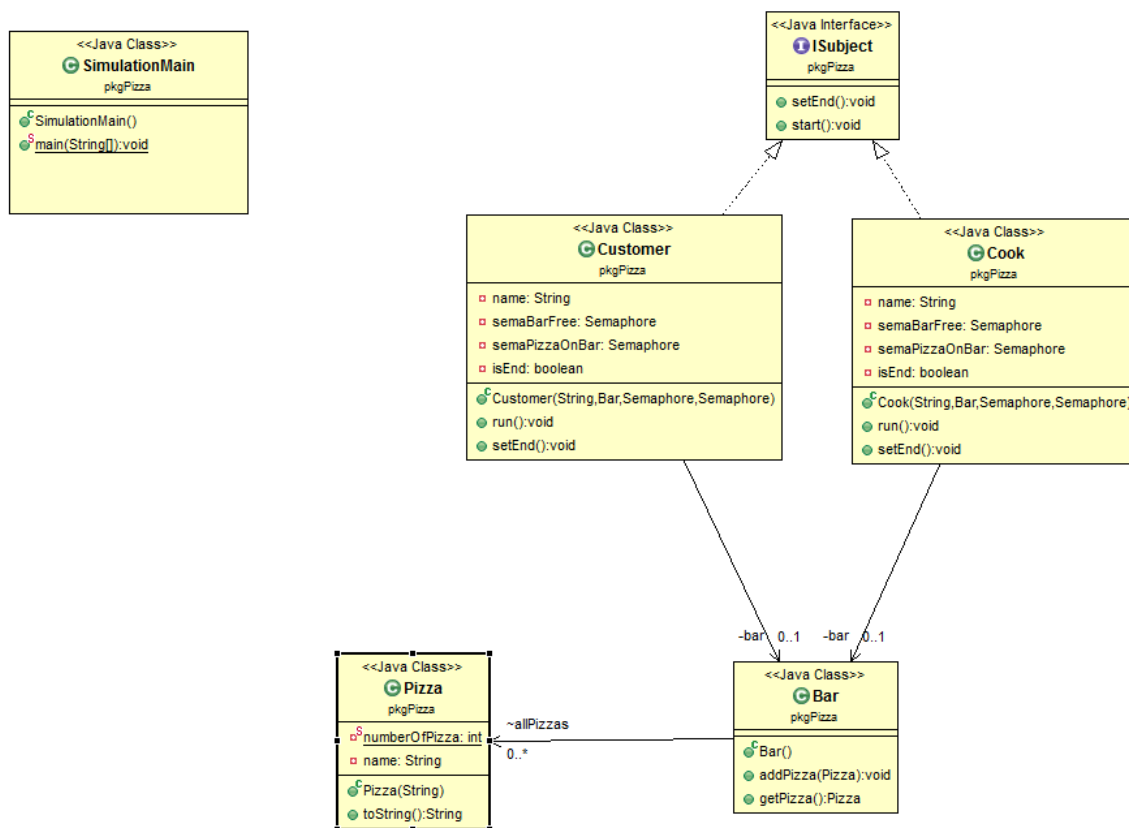 <<Java Class>>
SimulationMain
pkgPizza
SimulationMain()
main(String[]):void
<<Java Interface>>
ISubject
pkgPizza
setEnd():void
start():void
<<Java Class>>
Customer
pkgPizza
name: String
semaBarFree: Semaphore
semaPizzaOnBar: Semaphore
isEnd: boolean
Customer(String,Bar,Semaphore,Semaphore)
run():void
setEnd():void
<<Java Class>>
Cook
pkgPizza
name: String
semaBarFree: Semaphore
semaPizzaOnBar: Semaphore
isEnd: boolean
Cook(String,Bar,Semaphore,Semaphore)
run():void
setEnd():void
-bar 0..1
-bar 0..1
<<Java Class>>
Pizza
pkgPizza
numberOfPizza: int
name: String
Pizza(String)
toString():String
~allPizzas
0..*
<<Java Class>>
Bar
pkgPizza
Bar()
addPizza(Pizza):void
getPizza():Pizza